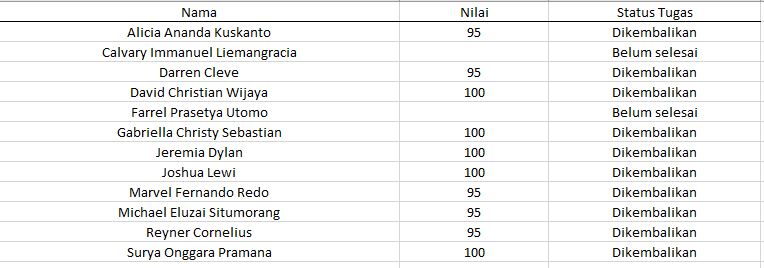 Nama Nilai Status Tugas
Alicia Ananda Kuskanto 95 Dikembalikan
Calvary Immanuel Liemangracia Belum selesai
Darren Cleve 95 Dikembalikan
David Christian Wijaya 100 Dikembalikan
Farrel Prasetya Utomo Belum selesai
Gabriella Christy Sebastian 100 Dikembalikan
Jeremia Dylan 100 Dikembalikan
Joshua Lewi 100 Dikembalikan
Marvel Fernando Redo 95 Dikembalikan
Michael Eluzai Situmorang 95 Dikembalikan
Reyner Cornelius 95 Dikembalikan
Surya Onggara Pramana 100 Dikembalikan